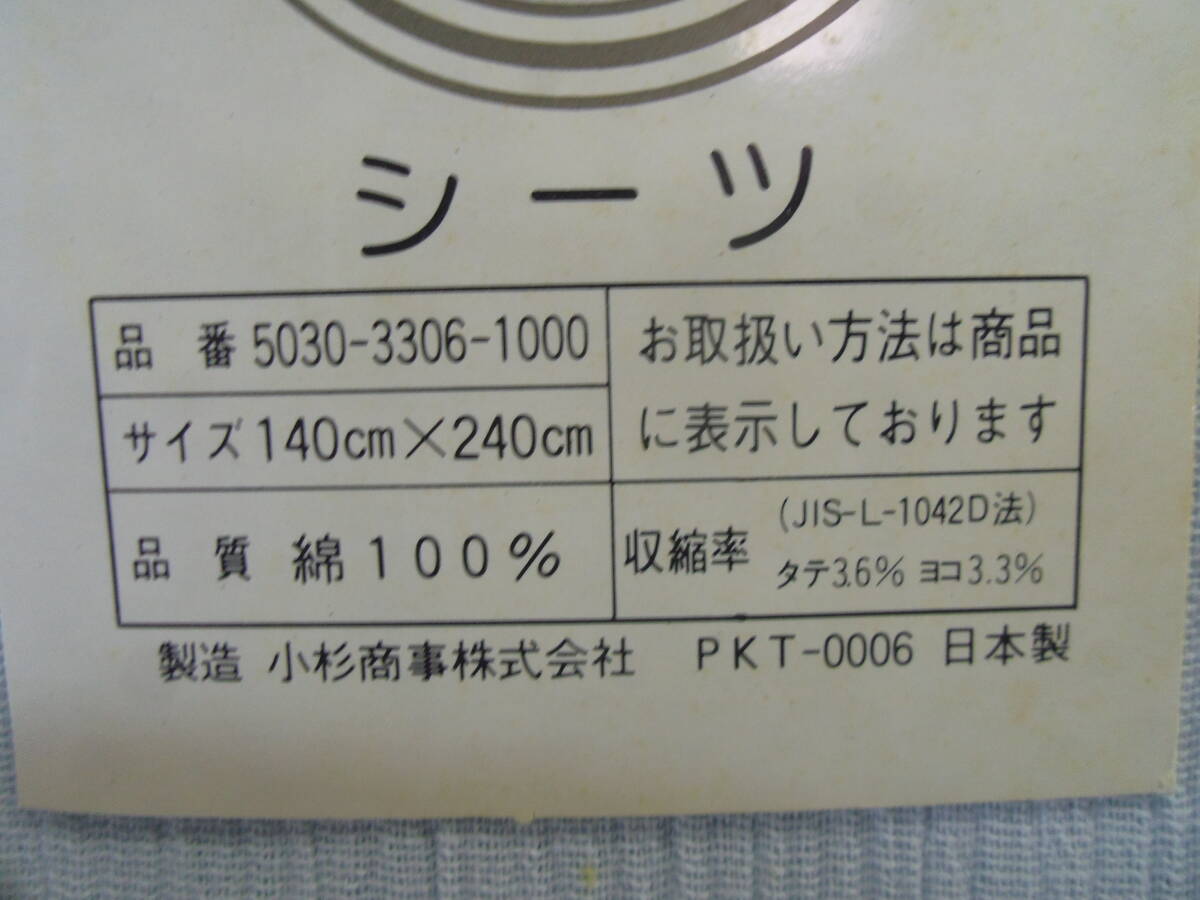 シーツ
品 番 5030-3306-1000
サイズ 140cm×240cm
品 質 綿100%
お取扱い方法は商品
に表示しております
収縮率 (JIS-L-1042D法)
タテ3.6% ヨコ3.3%
製造 小杉商事株式会社 PKT-0006 日本製